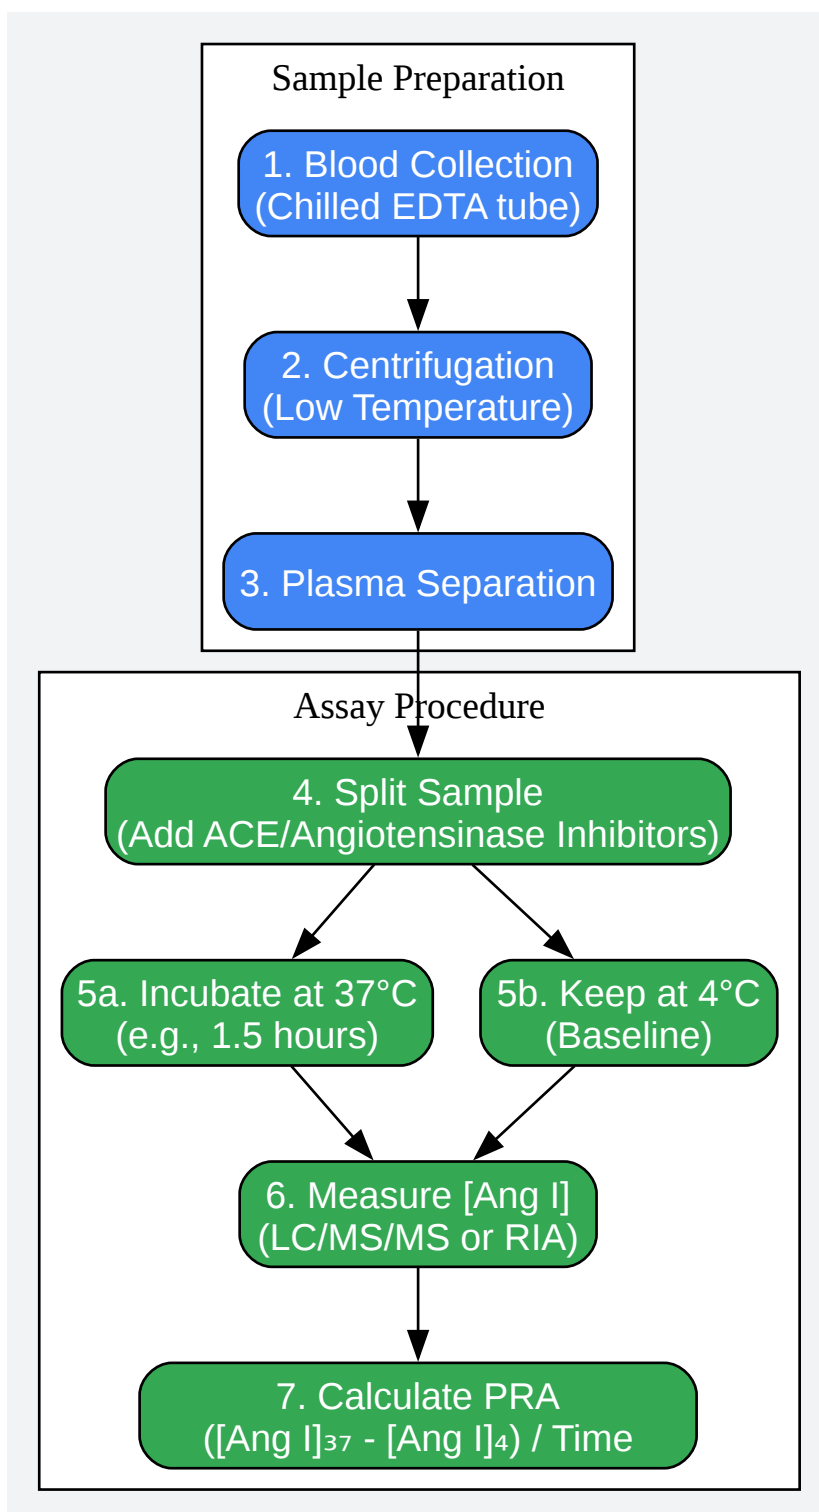 Sample Preparation
1. Blood Collection
(Chilled EDTA tube)
2. Centrifugation
(Low Temperature)
3. Plasma Separation
Assay Procedure
4. Split Sample
(Add ACE/Angiotensinase Inhibitors)
5a. Incubate at 37°C
(e.g., 1.5 hours)
5b. Keep at 4°C
(Baseline)
6. Measure [Ang I]
(LC/MS/MS or RIA)
7. Calculate PRA
([Ang I]₃₇ - [Ang I]₄) / Time